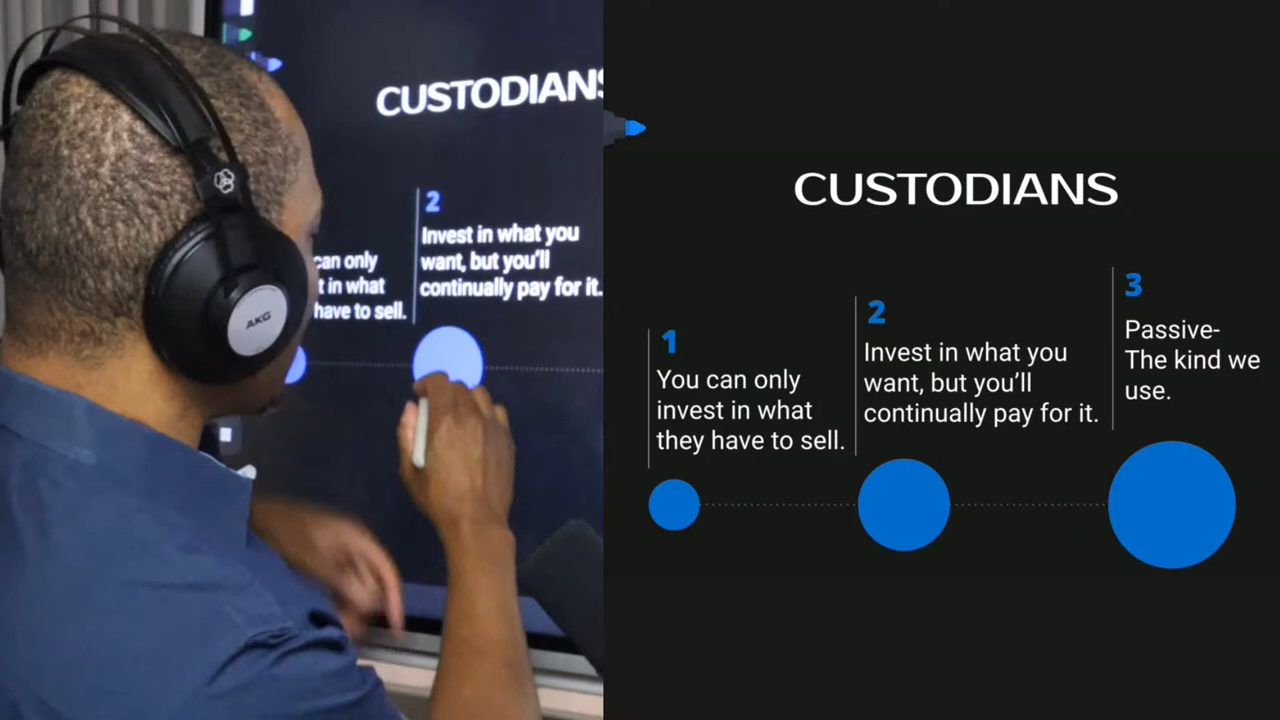 CUSTODIANS
2
Invest in what you
want, but you'll
continually pay for it.
can only
t in what
have to sell.
AKG
CUSTODIANS
1
You can only
invest in what
they have to sell.
2
Invest in what you
want, but you'll
continually pay for it.
3
Passive-
The kind we
use.